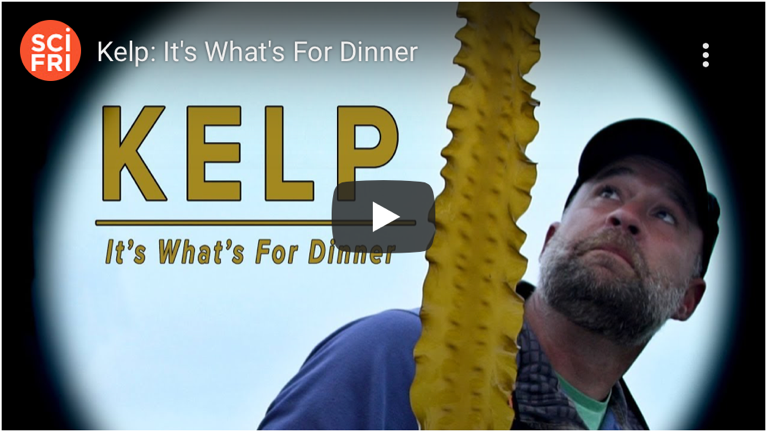 SCI
FRI
Kelp: It's What's For Dinner
KELP
It's What's For Dinner